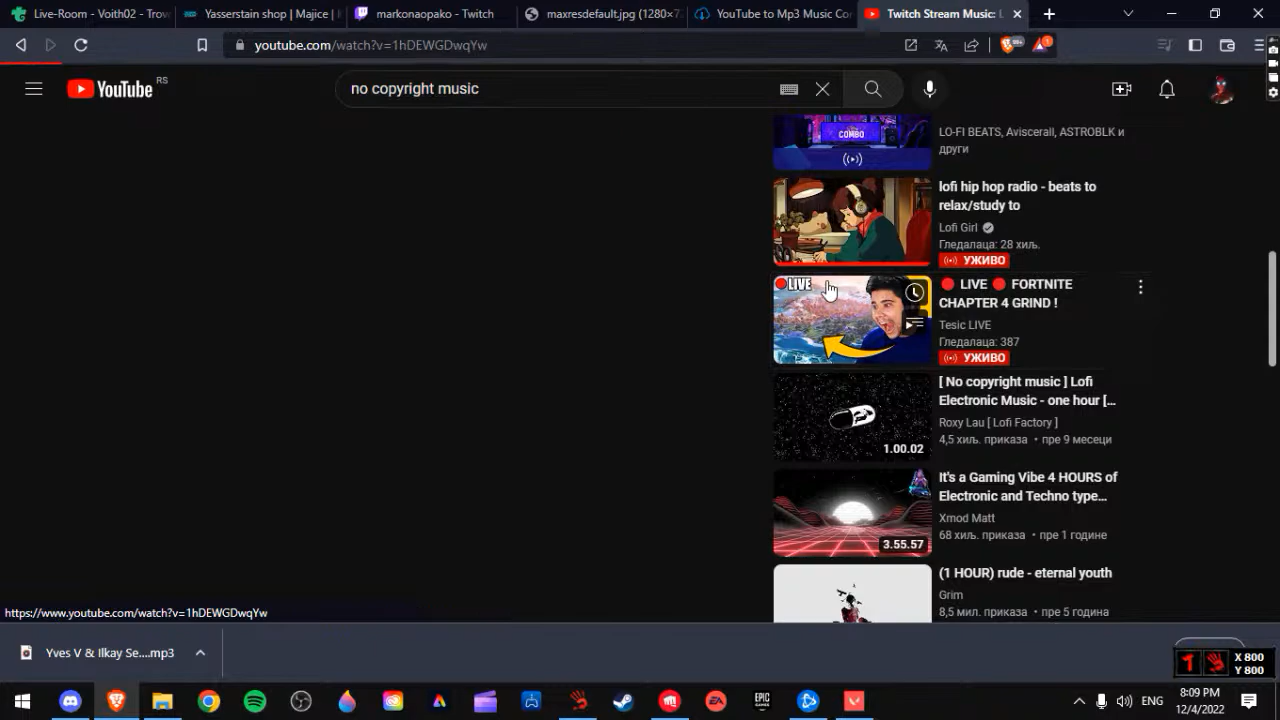 Live-Room - Voith02 - Trov
Yasserstain shop | Majice |
markonaopako - Twitch
maxresdefault.jpg (1280×7
YouTube to Mp3 Music Co
Twitch Stream Music: L
youtube.com/watch?v=1hDEWGDwqYw
99+
1
YouTube RS
no copyright music
COMBO
LO-FI BEATS, Aviscerall, ASTROBLK и
други
lofi hip hop radio - beats to
relax/study to
Lofi Girl
Гледалаца: 28 хиљ.
УЖИВО
LIVE
LIVE FORTNITE
CHAPTER 4 GRIND !
Tesic LIVE
Гледалаца: 387
УЖИВО
[ No copyright music ] Lofi
Electronic Music - one hour [...
Roxy Lau [ Lofi Factory ]
4,5 хиљ. приказа • пре 9 месеци
1.00.02
It's a Gaming Vibe 4 HOURS of
Electronic and Techno type...
Xmod Matt
68 хиљ. приказа • пре 1 године
3.55.57
(1 HOUR) rude - eternal youth
Grim
8,5 мил. приказа • пре 5 година
https://www.youtube.com/watch?v=1hDEWGDwqYw
Yves V & Ilkay Se....mp3
X 800
Y 800
EPIC
GAMES
EA
ENG
8:09 PM
12/4/2022